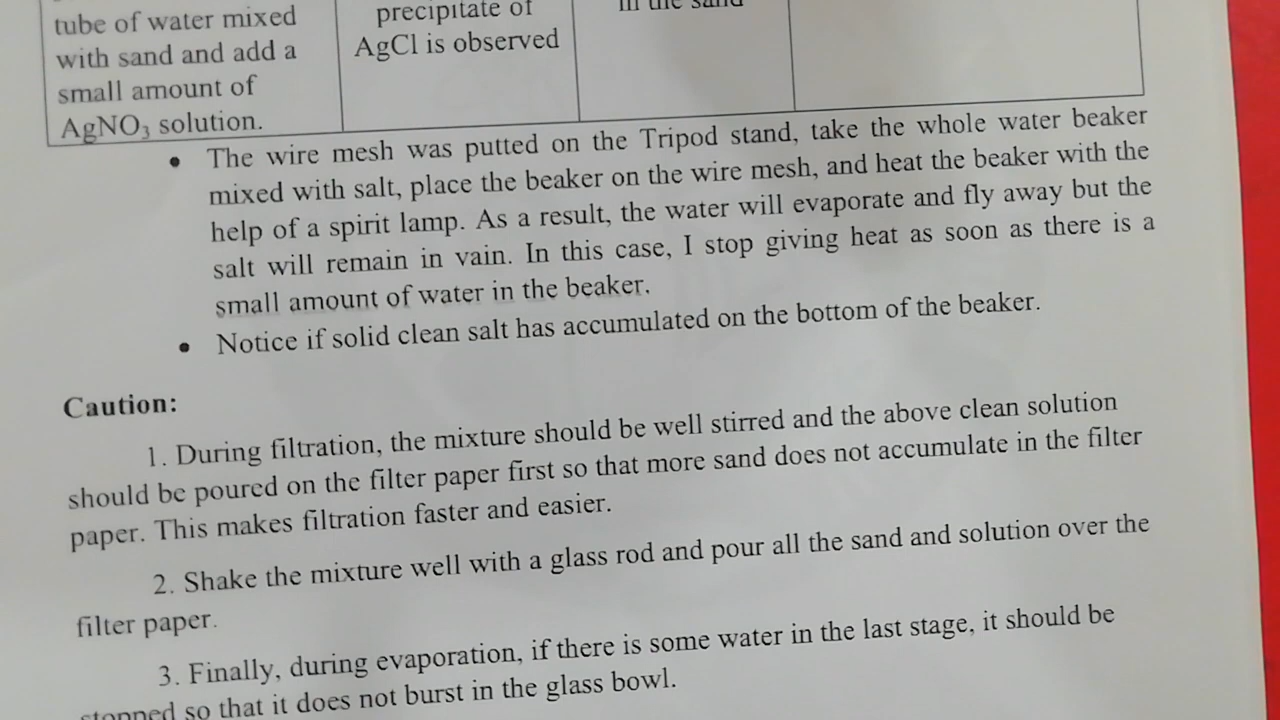 tube of water mixed
with sand and add a
small amount of
AgNO₃ solution.
precipitate of
AgCl is observed
in the sand
• The wire mesh was putted on the Tripod stand, take the whole water beaker
mixed with salt, place the beaker on the wire mesh, and heat the beaker with the
help of a spirit lamp. As a result, the water will evaporate and fly away but the
salt will remain in vain. In this case, I stop giving heat as soon as there is a
small amount of water in the beaker.
• Notice if solid clean salt has accumulated on the bottom of the beaker.
Caution:
1. During filtration, the mixture should be well stirred and the above clean solution
should be poured on the filter paper first so that more sand does not accumulate in the filter
paper. This makes filtration faster and easier.
2. Shake the mixture well with a glass rod and pour all the sand and solution over the
filter paper.
3. Finally, during evaporation, if there is some water in the last stage, it should be
stopped so that it does not burst in the glass bowl.